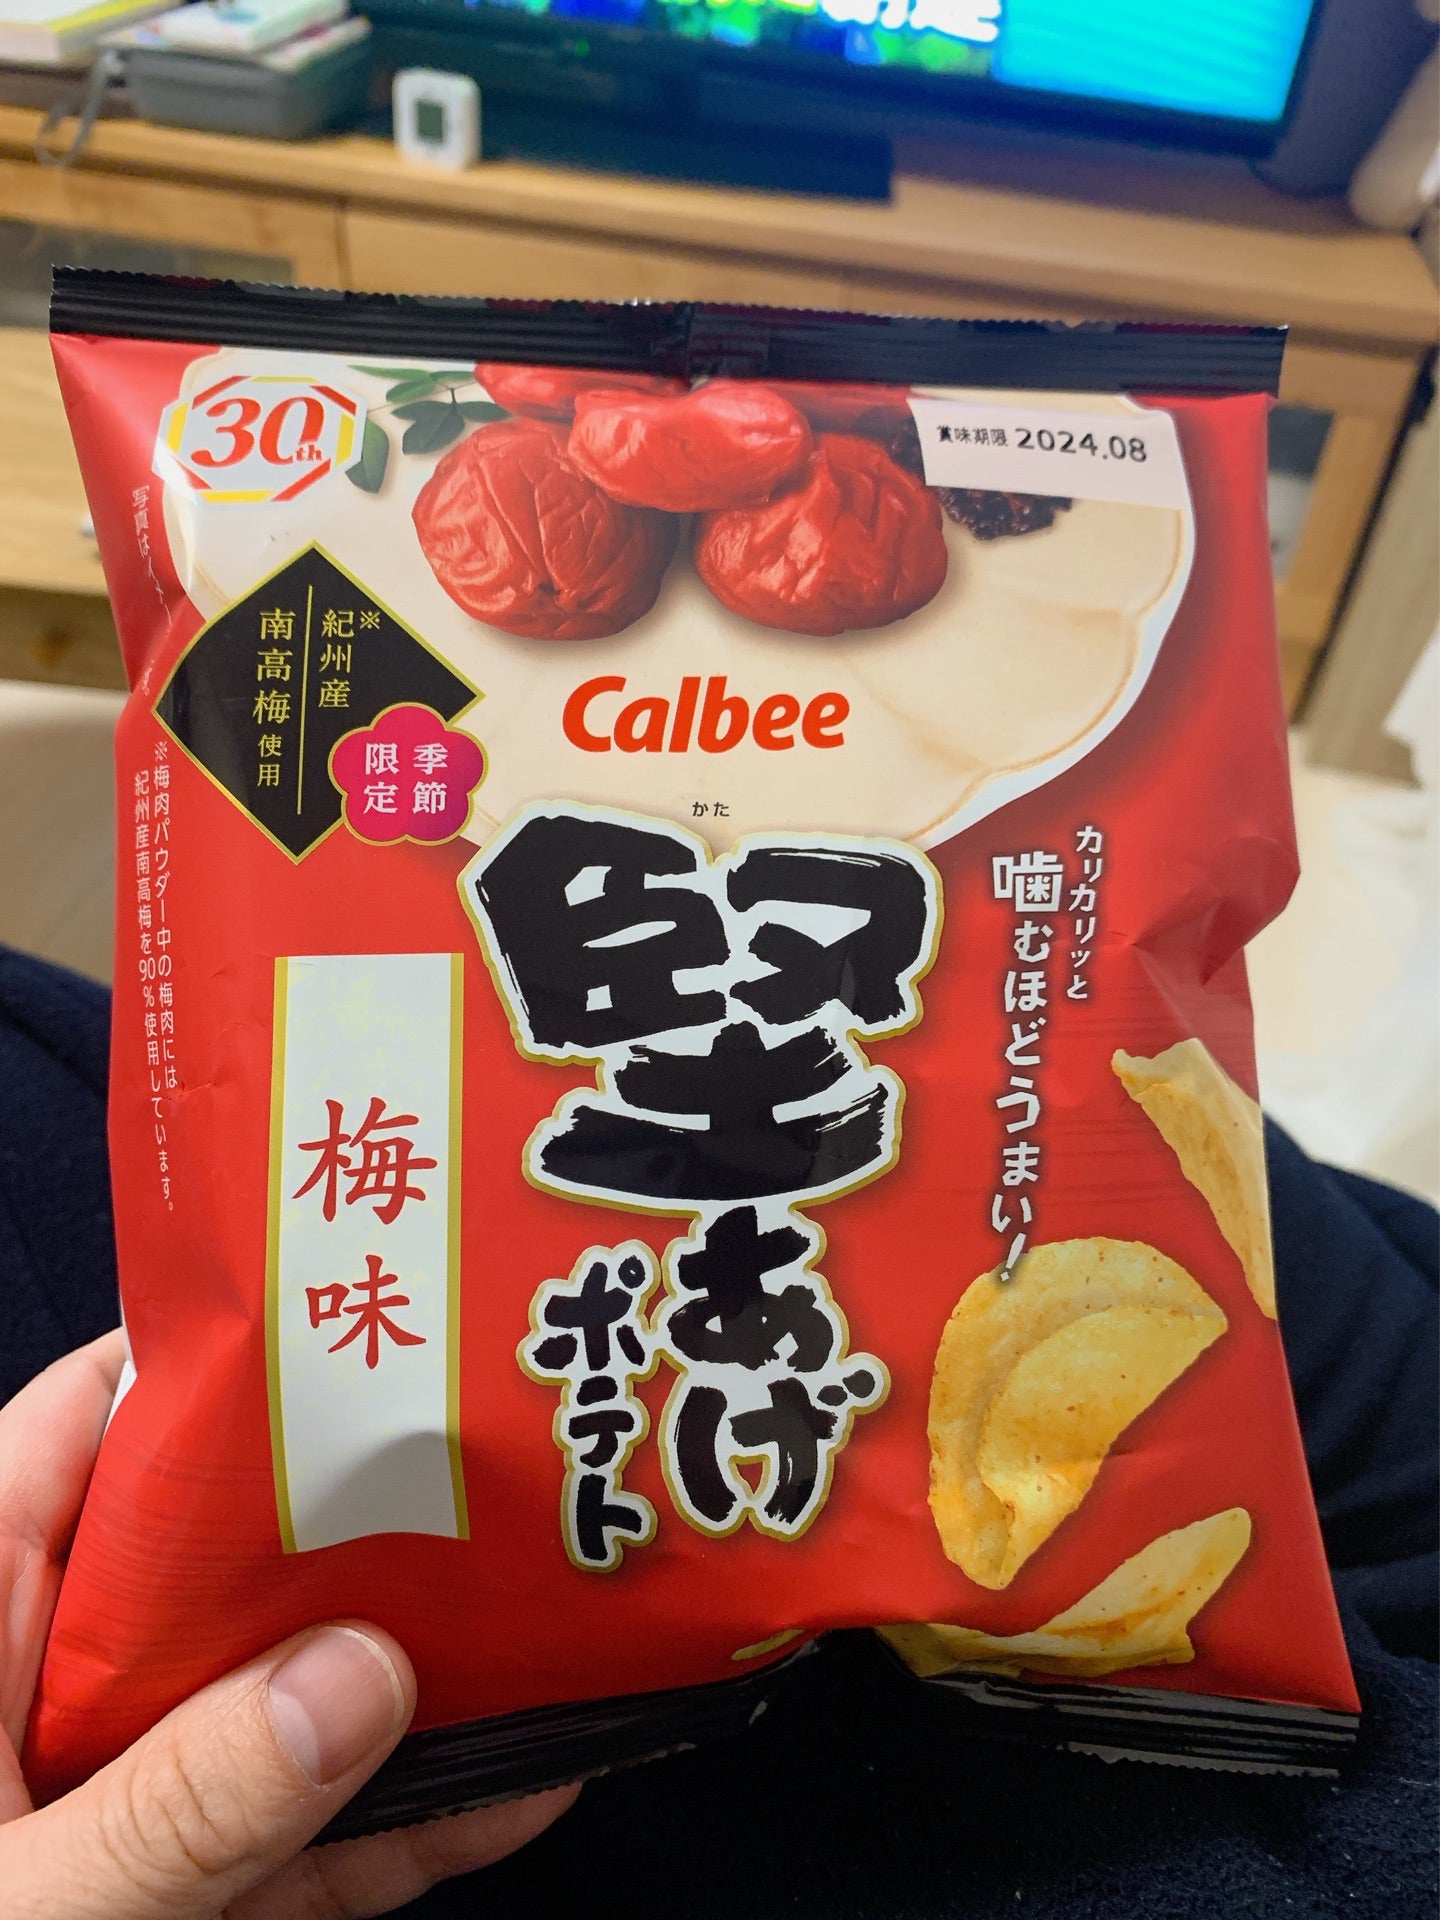 30th
賞味期限 2024.08
※紀州産
南高梅使用
季節
限定
Calbee
かた
堅あげ
ポテト
カリカリッと
噛むほどうまい!
梅味
写真は
※梅肉パウダー中の梅肉には
紀州産南高梅を90%使用しています。